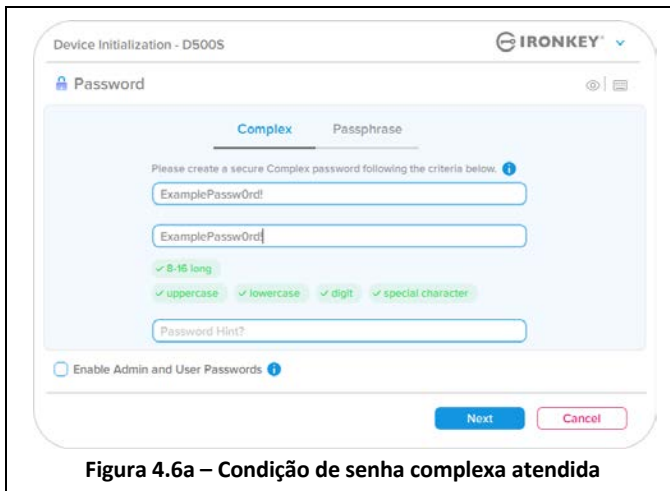 Device Initialization - D500S
IRONKEY
Password
Complex Passphrase
Please create a secure Complex password following the criteria below.
ExamplePassw0rd!
ExamplePassw0rd!
✓ 8-16 long
✓ uppercase ✓ lowercase ✓ digit ✓ special character
Password Hint?
Enable Admin and User Passwords
Next Cancel
Figura 4.6a – Condição de senha complexa atendida